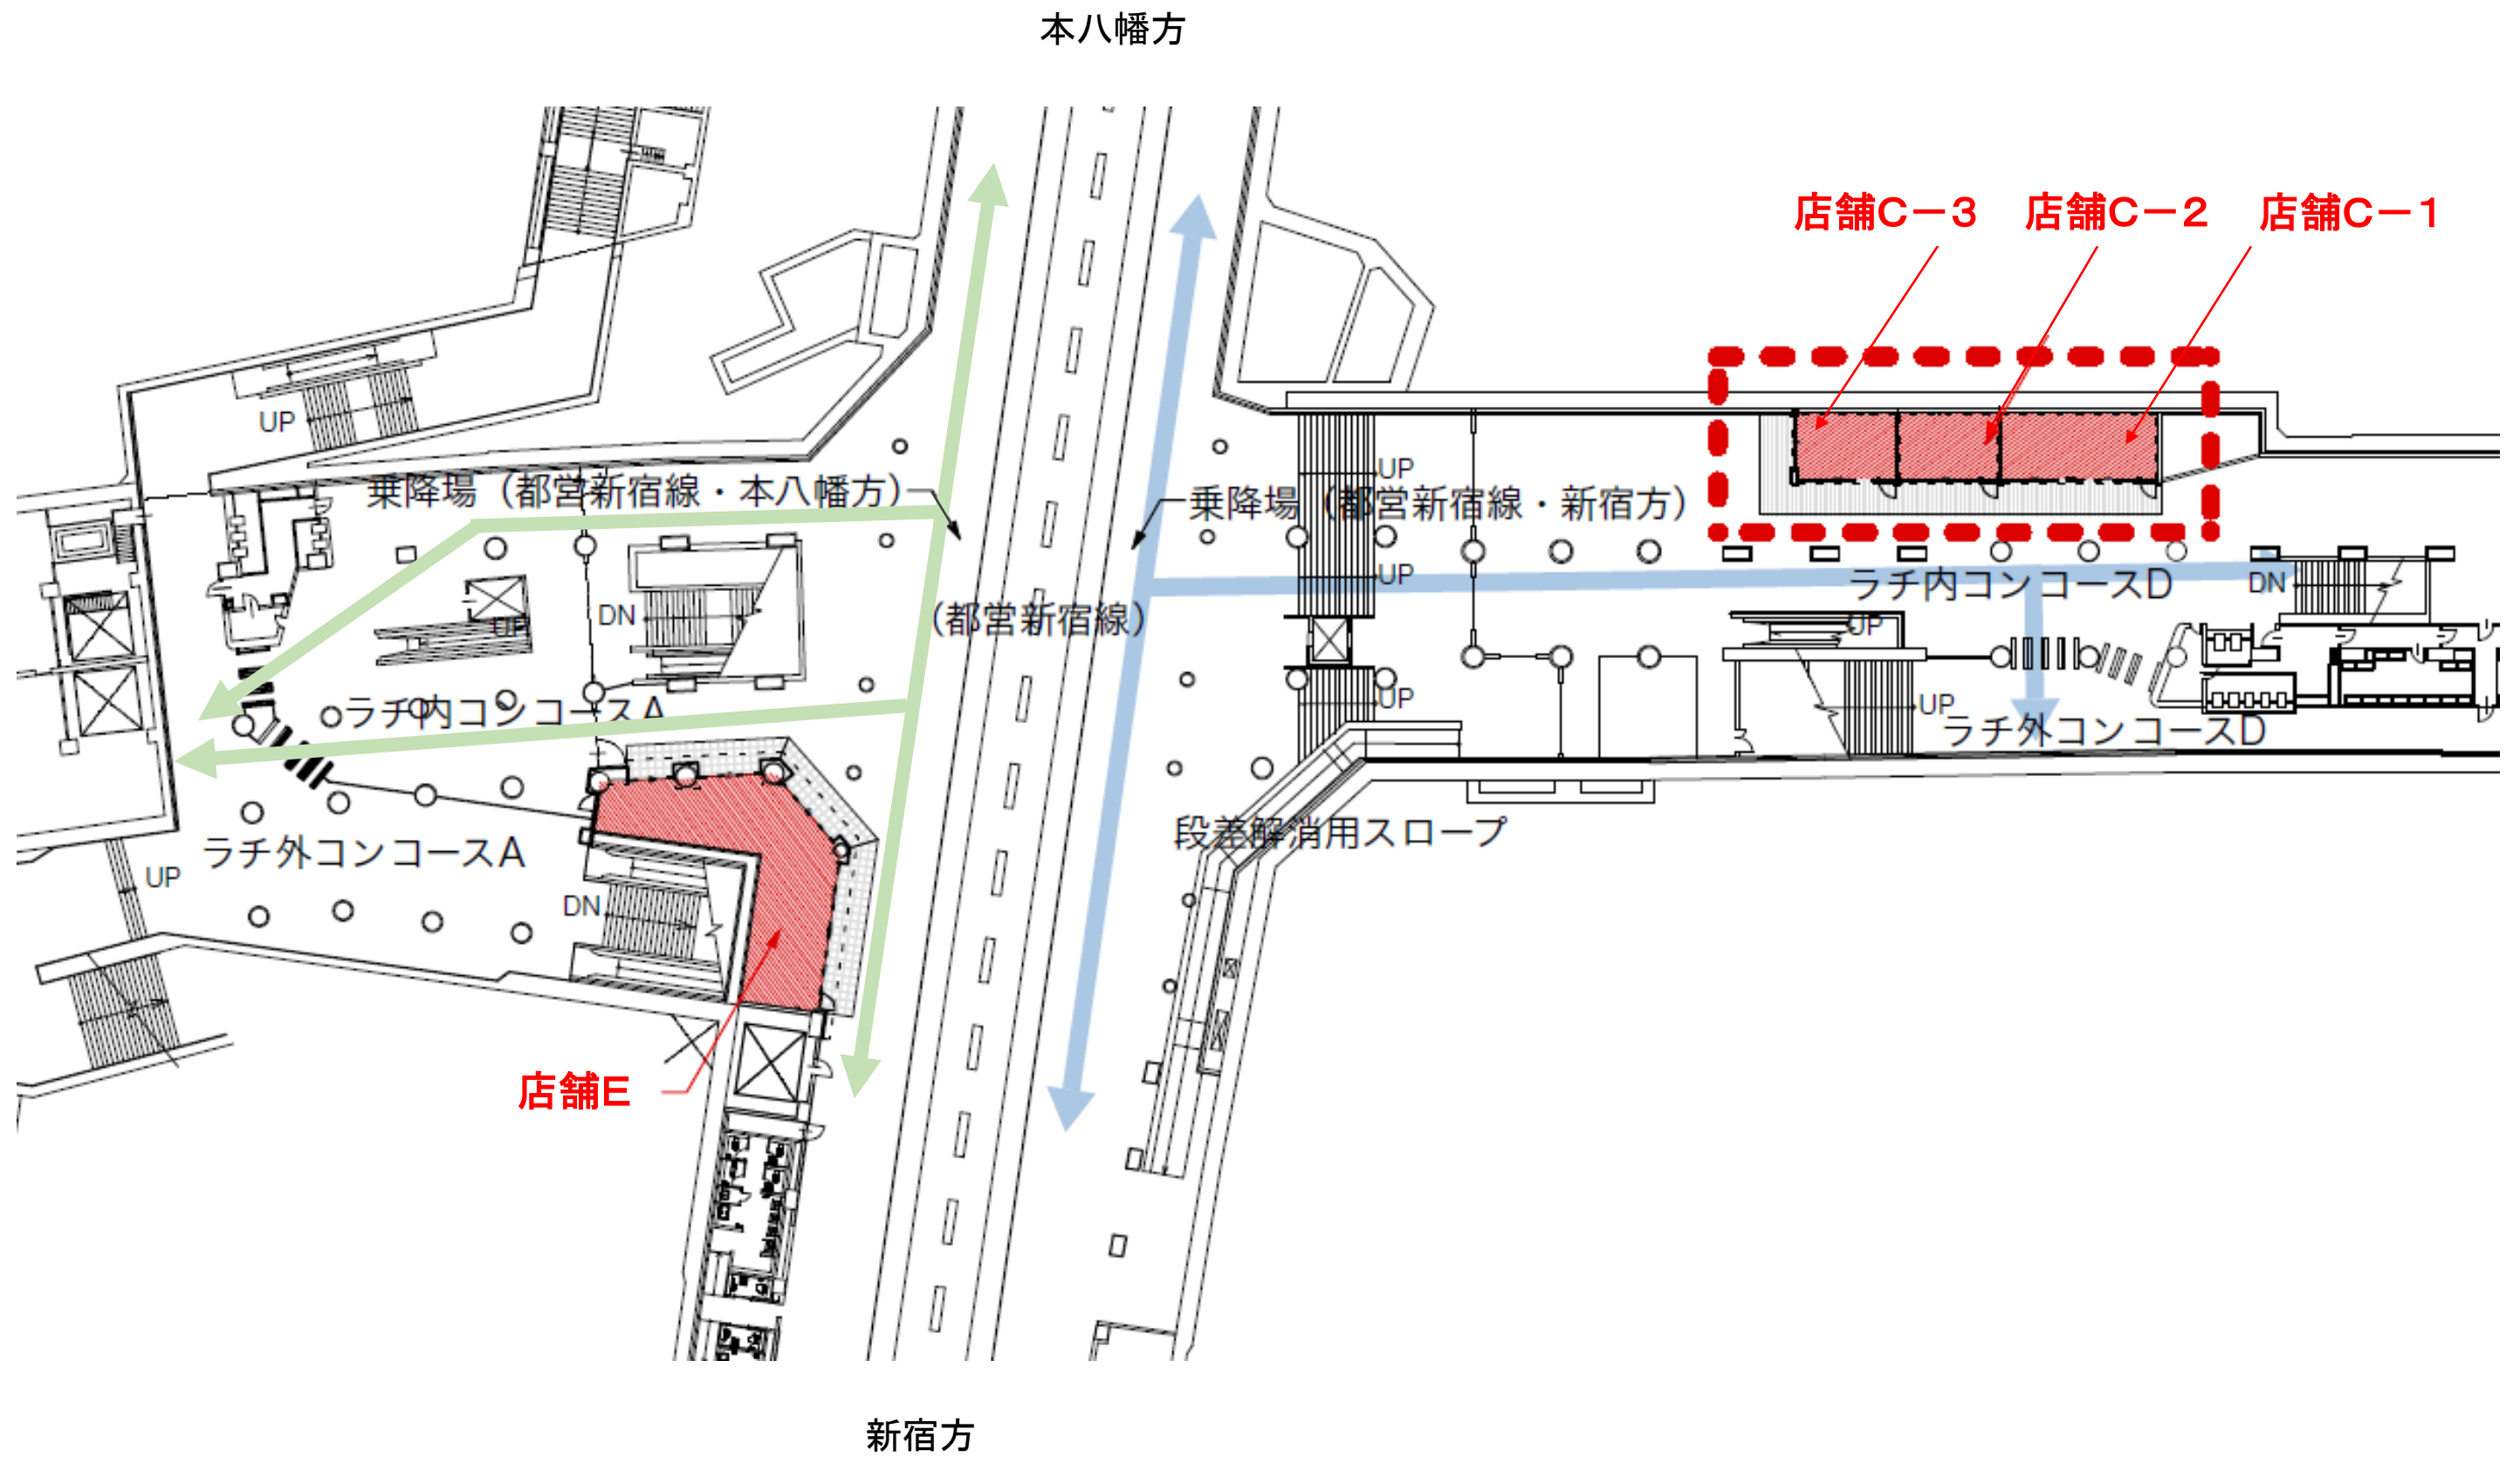 本八幡方
店舗C－3
店舗C－2
店舗C－1
UP
乗降場（都営新宿線・本八幡方）
乗降場（都営新宿線・新宿方）
UP
UP
ラチ内コンコースD
DN
DN
（都営新宿線）
UP
UP
ラチ内コンコースA
UP
UP
ラチ外コンコースD
段差解消用スロープ
ラチ外コンコースA
UP
DN
店舗E
新宿方